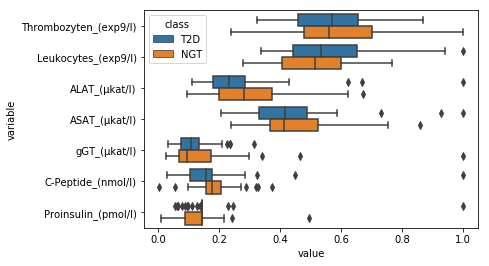 class
T2D
NGT
Thrombozyten_(exp9/l)
Leukocytes_(exp9/l)
ALAT_(μkat/l)
ASAT_(μkat/l)
gGT_(μkat/l)
C-Peptide_(nmol/l)
Proinsulin_(pmol/l)
variable
0.0 0.2 0.4 0.6 0.8 1.0
value